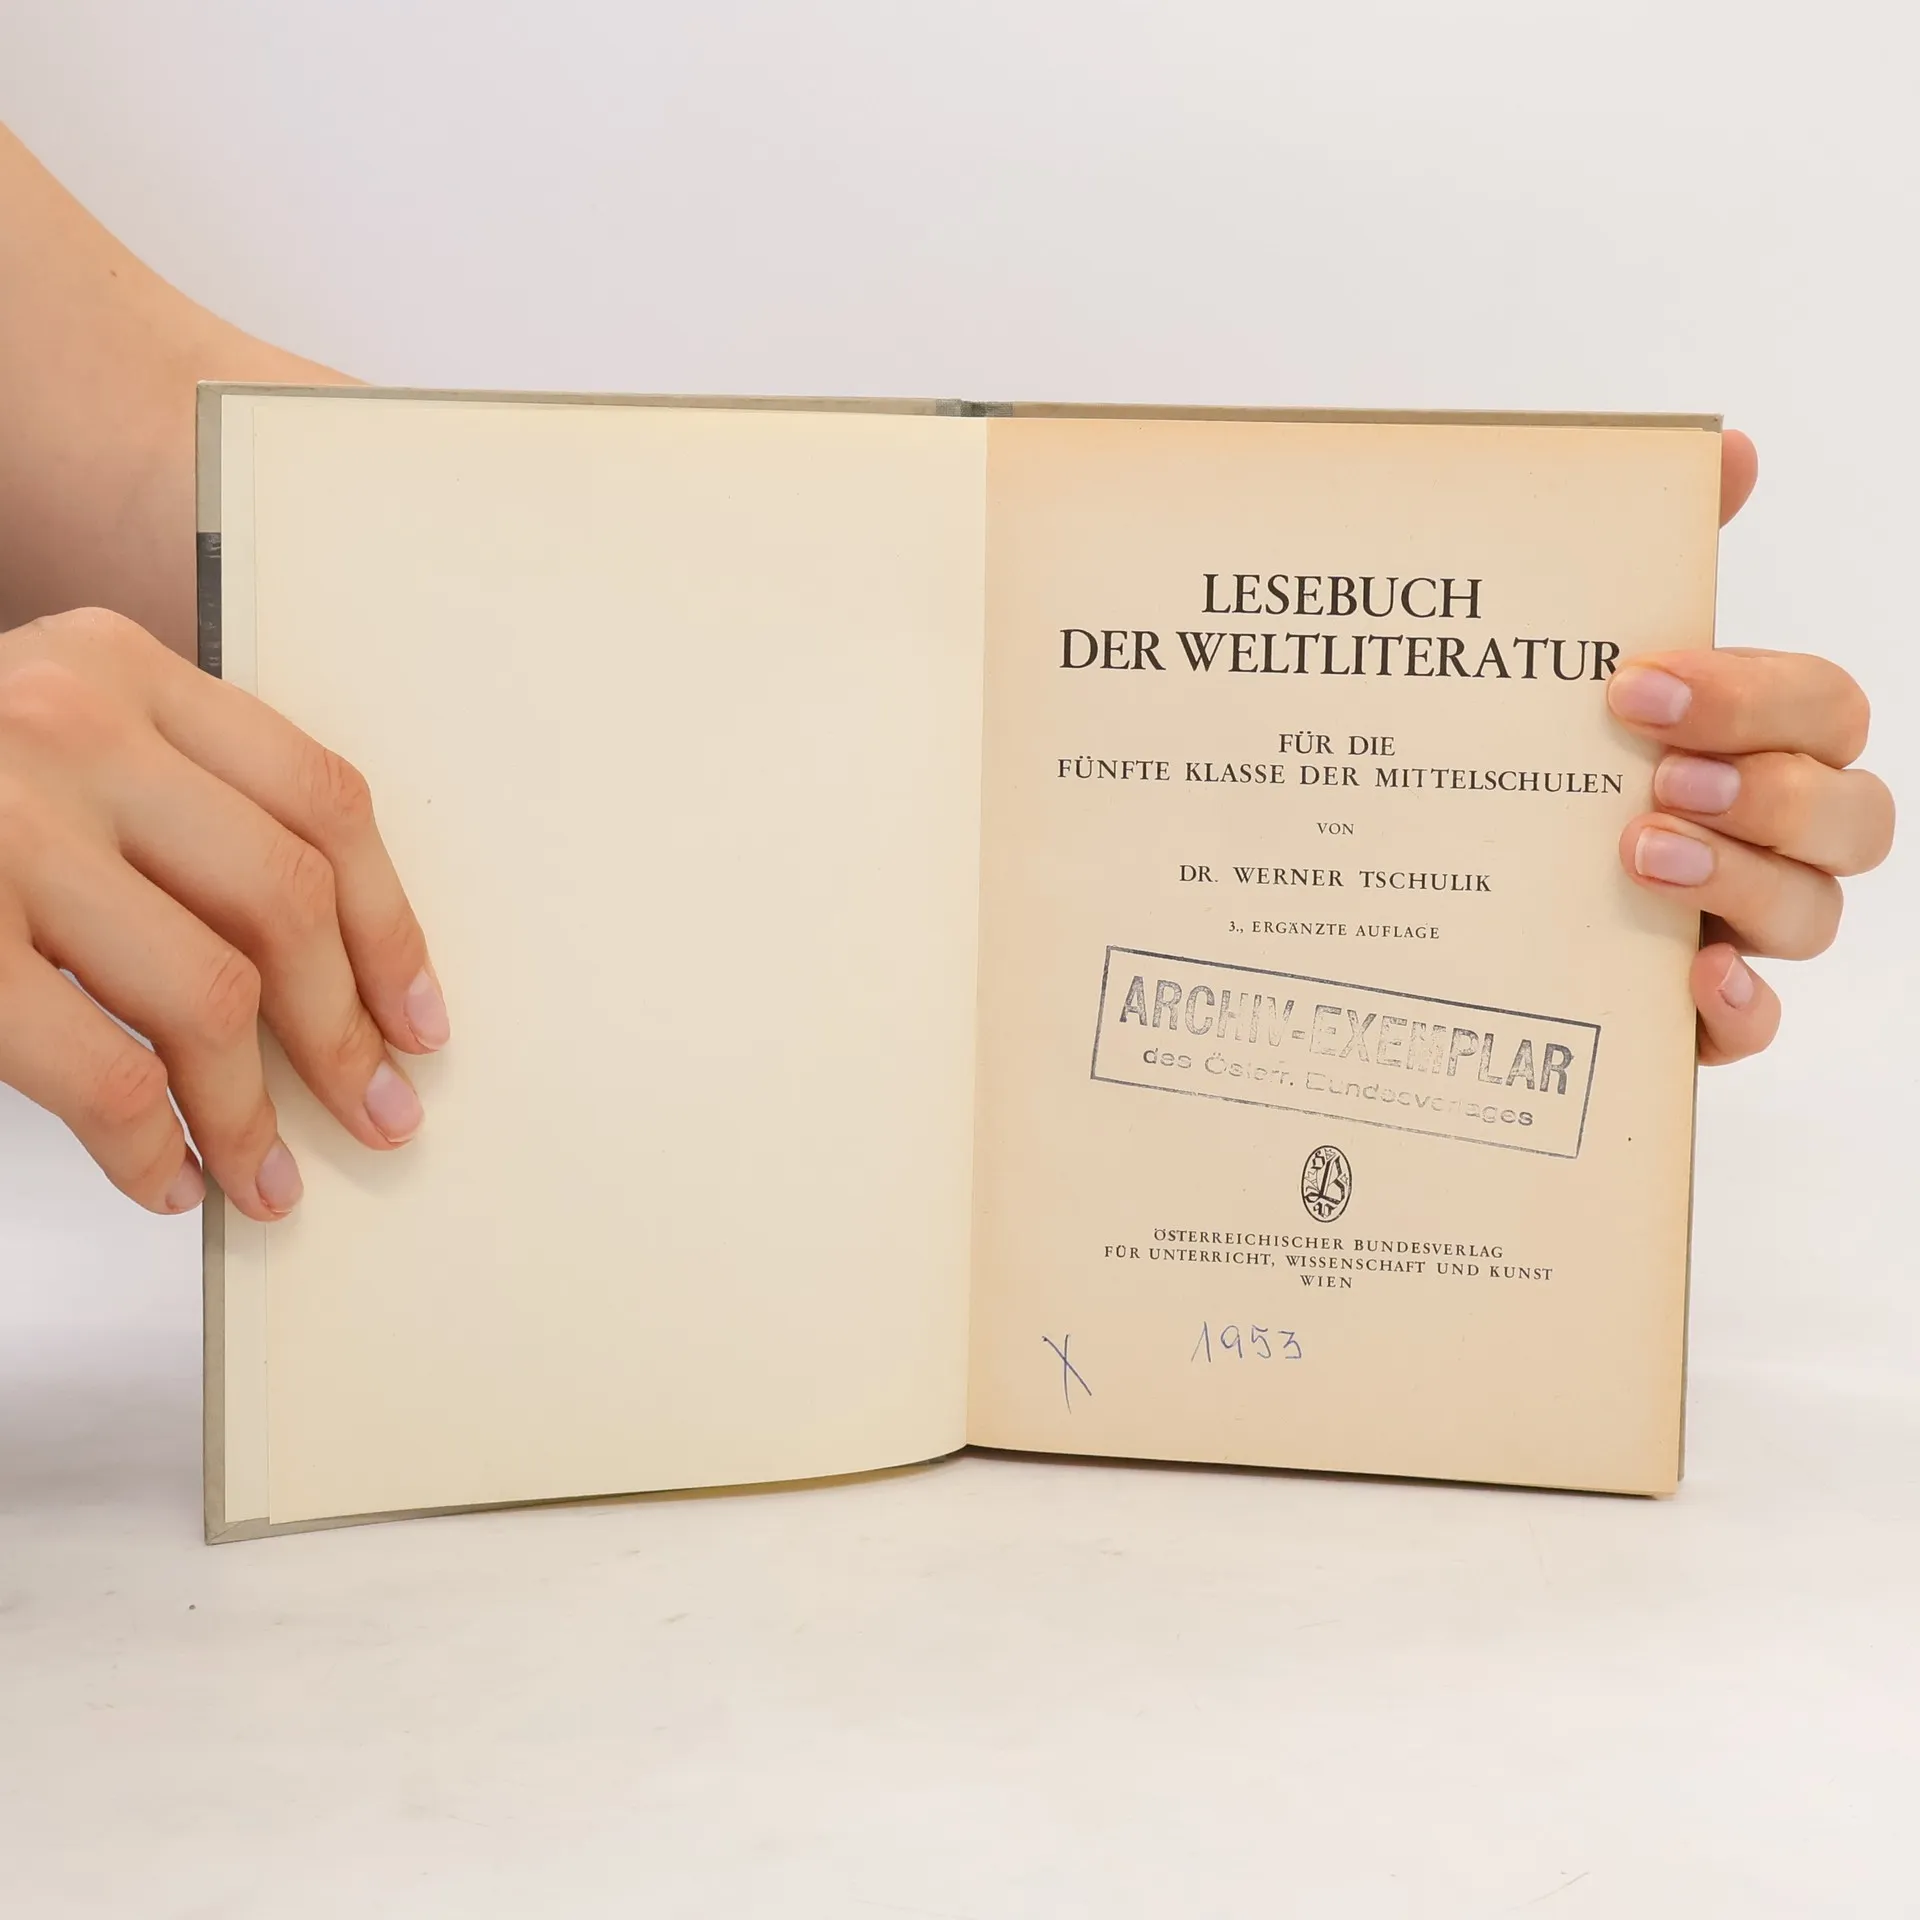 LESEBUCH
DER WELTLITERATUR
FÜR DIE
FÜNFTE KLASSE DER MITTELSCHULEN
VON
DR. WERNER TSCHULIK
3., ERGÄNZTE AUFLAGE
ARCHIV-EXEMPLAR
des Österr. Bundesverlages
ÖSTERREICHISCHER BUNDESVERLAG
FÜR UNTERRICHT, WISSENSCHAFT UND KUNST
WIEN
X 1953